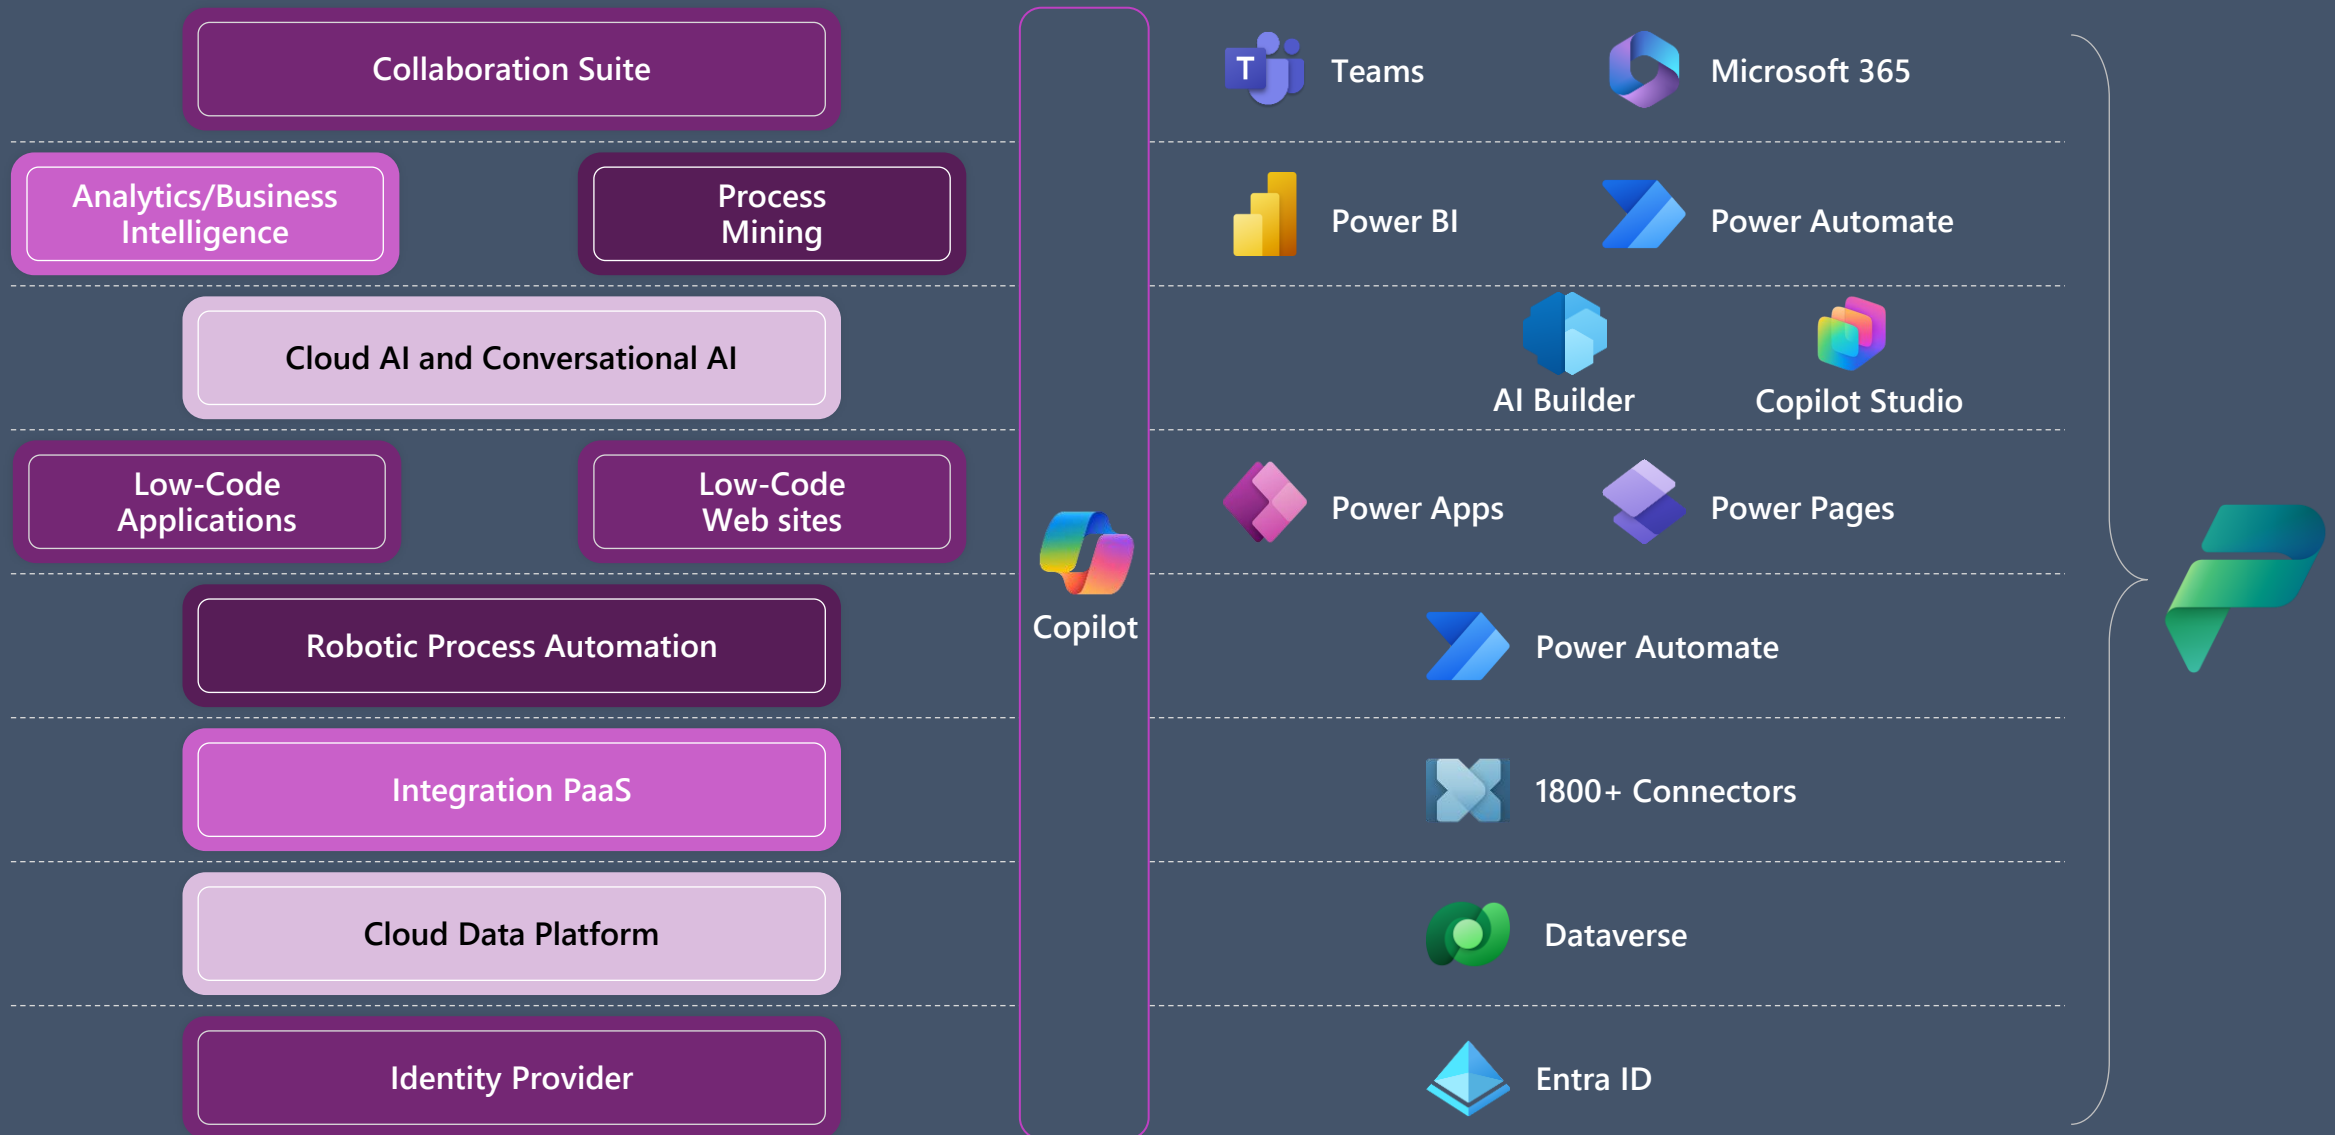 Collaboration Suite
T
Teams
Microsoft 365
Analytics/Business
Intelligence
Process
Mining
Power BI
Power Automate
Cloud AI and Conversational AI
AI Builder
Copilot Studio
Low-Code
Applications
Low-Code
Web sites
Copilot
Power Apps
Power Pages
Robotic Process Automation
Power Automate
Integration PaaS
1800+ Connectors
Cloud Data Platform
Dataverse
Identity Provider
Entra ID